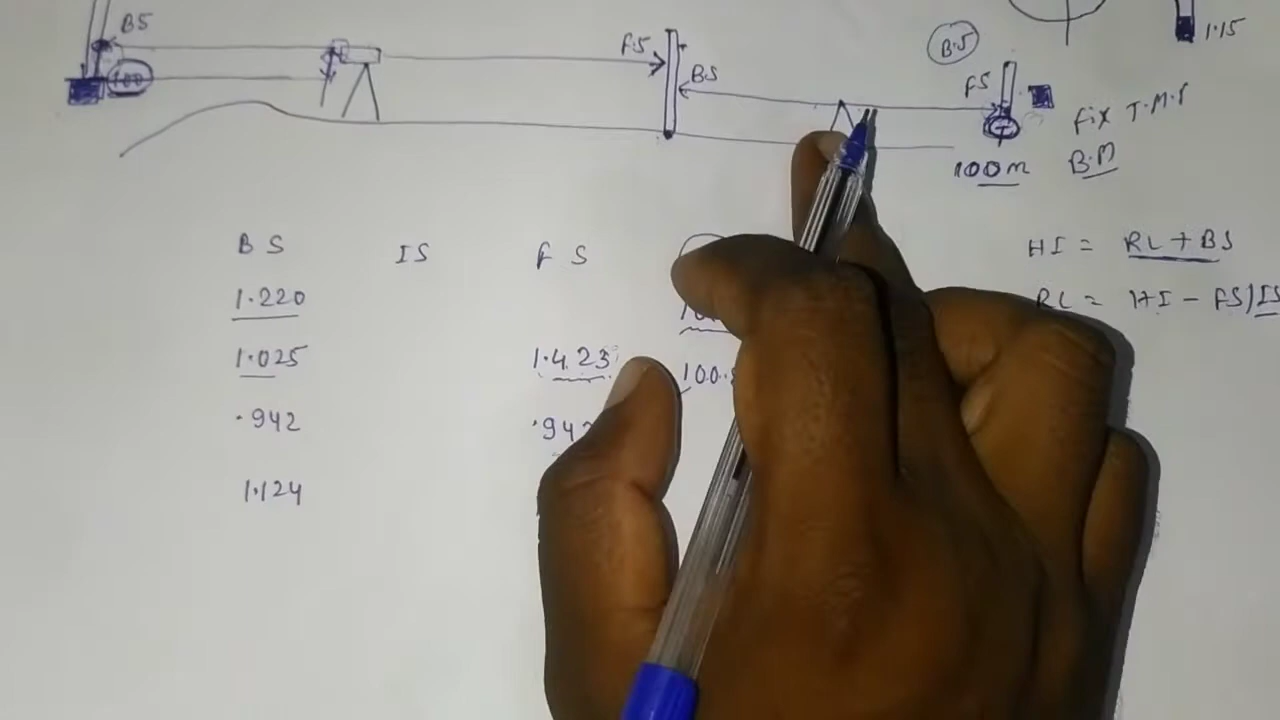 BS
100
F.S
BS
B.S
FS
1.15
Fix T.M.P
100m B.M
BS IS FS
1.220
1.025 1.423 100.
.942 .94
1.124
HI = RL + BS
RL = HI - FS/IS